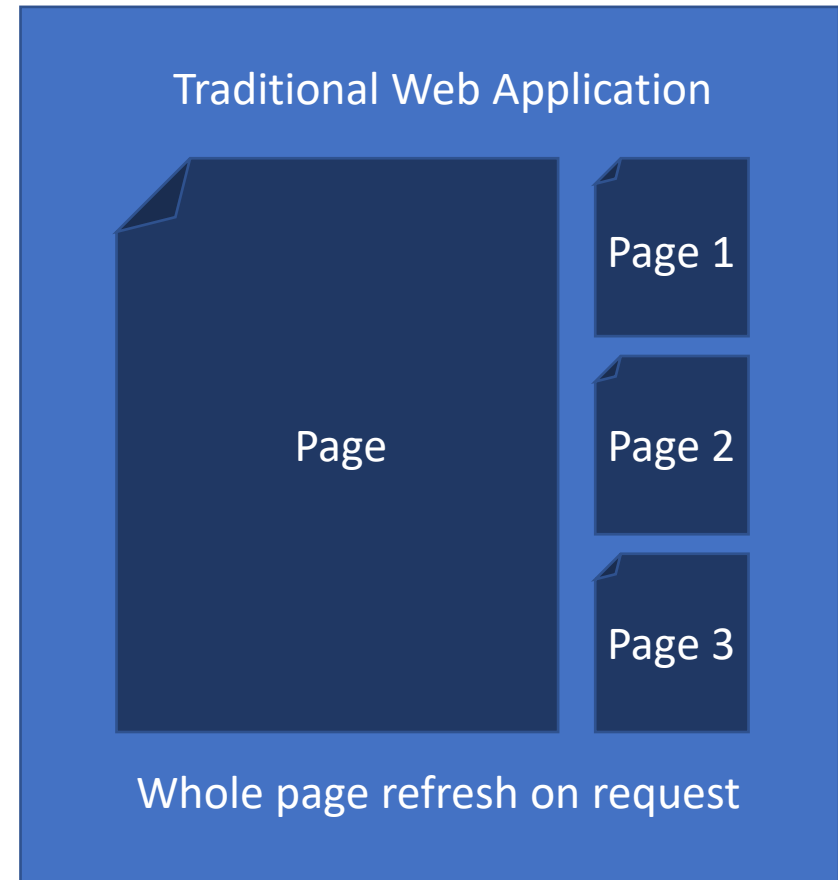 Traditional Web Application
Page
Page 1
Page 2
Page 3
Whole page refresh on request